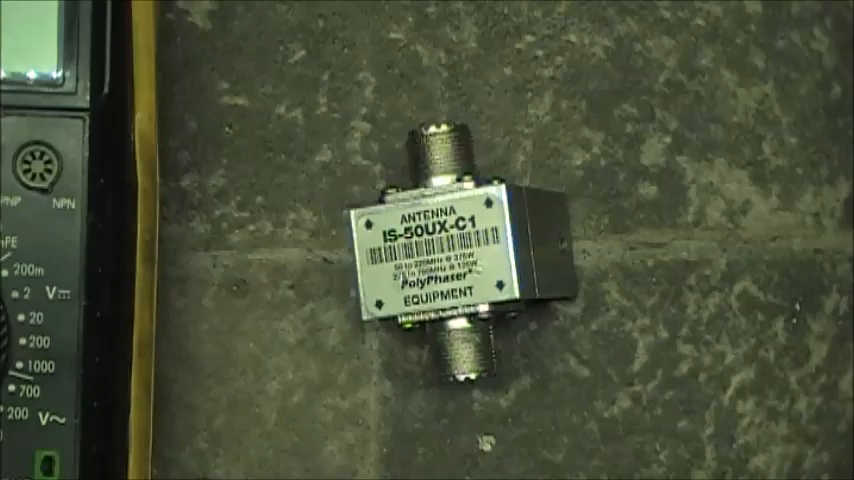 PNP NPN
hFE
200m
2 V
20
200
1000
700
200 V~
ANTENNA
IS-50UX-C1
PolyPhaser
EQUIPMENT